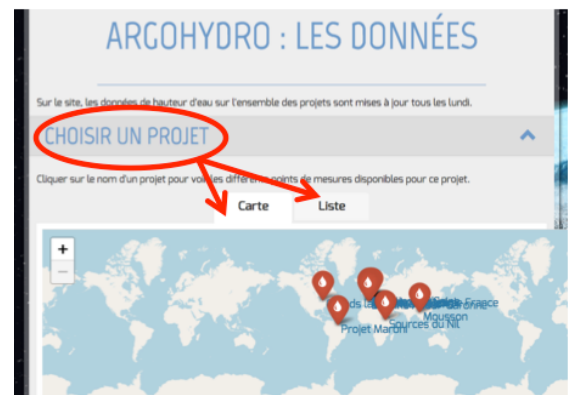 ARGOHYDRO : LES DONNÉES
Sur le site, les données de hauteur d'eau sur l'ensemble des projets sont mises à jour tous les lundi.
CHOISIR UN PROJET
Cliquer sur le nom d'un projet pour voir les différents points de mesures disponibles pour ce projet.
Carte Liste
+
−
France
Mousson
Projet Maroni Sources du Nil